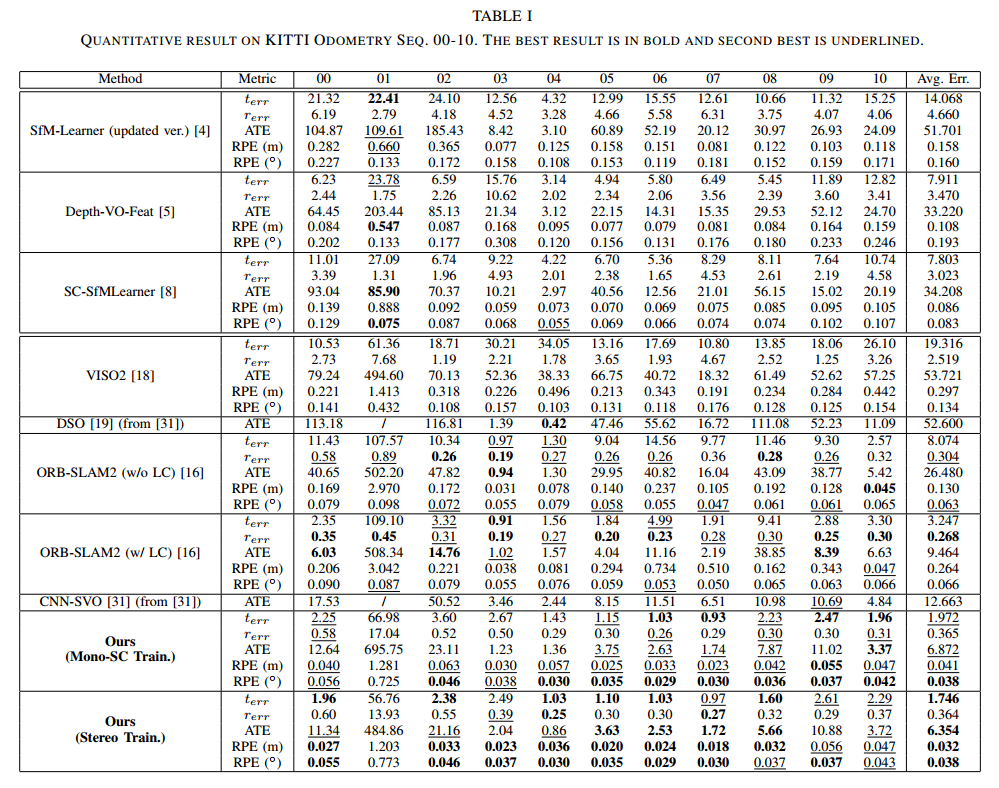 TABLE I
QUANTITATIVE RESULT ON KITTI ODOMETRY SEQ. 00-10. THE BEST RESULT IS IN BOLD AND SECOND BEST IS UNDERLINED.
Method Metric 00 01 02 03 04 05 06 07 08 09 10 Avg. Err.
t_err 21.32 22.41 24.10 12.56 4.32 12.99 15.55 12.61 10.66 11.32 15.25 14.068
r_err 6.19 2.79 4.18 4.52 3.28 4.66 5.58 6.31 3.75 4.07 4.06 4.660
SfM-Learner (updated ver.) [4] ATE 104.87 109.61 185.43 8.42 3.10 60.89 52.19 20.12 30.97 26.93 24.09 51.701
RPE (m) 0.282 0.660 0.365 0.077 0.125 0.158 0.151 0.081 0.122 0.103 0.118 0.158
RPE (°) 0.227 0.133 0.172 0.158 0.108 0.153 0.119 0.181 0.152 0.159 0.171 0.160
t_err 6.23 23.78 6.59 15.76 3.14 4.94 5.80 6.49 5.45 11.89 12.82 7.911
r_err 2.44 1.75 2.26 10.62 2.02 2.34 2.06 3.56 2.39 3.60 3.41 3.470
Depth-VO-Feat [5] ATE 64.45 203.44 85.13 21.34 3.12 22.15 14.31 15.35 29.53 52.12 24.70 33.220
RPE (m) 0.084 0.547 0.087 0.168 0.095 0.077 0.079 0.081 0.084 0.164 0.159 0.108
RPE (°) 0.202 0.133 0.177 0.308 0.120 0.156 0.131 0.176 0.180 0.233 0.246 0.193
t_err 11.01 27.09 6.74 9.22 4.22 6.70 5.36 8.29 8.11 7.64 10.74 7.803
r_err 3.39 1.31 1.96 4.93 2.01 2.38 1.65 4.53 2.61 2.19 4.58 3.023
SC-SfMLearner [8] ATE 93.04 85.90 70.37 10.21 2.97 40.56 12.56 21.01 56.15 15.02 20.19 34.208
RPE (m) 0.139 0.888 0.092 0.059 0.073 0.070 0.069 0.075 0.085 0.095 0.105 0.086
RPE (°) 0.129 0.075 0.087 0.068 0.055 0.069 0.066 0.074 0.074 0.102 0.107 0.083
t_err 10.53 61.36 18.71 30.21 34.05 13.16 17.69 10.80 13.85 18.06 26.10 19.316
r_err 2.73 7.68 1.19 2.21 1.78 3.65 1.93 4.67 2.52 1.25 3.26 2.519
VISO2 [18] ATE 79.24 494.60 70.13 52.36 38.33 66.75 40.72 18.32 61.49 52.62 57.25 53.721
RPE (m) 0.221 1.413 0.318 0.226 0.496 0.213 0.343 0.191 0.234 0.284 0.442 0.297
RPE (°) 0.141 0.432 0.108 0.157 0.103 0.131 0.118 0.176 0.128 0.125 0.154 0.134
DSO [19] (from [31]) ATE 113.18 / 116.81 1.39 0.42 47.46 55.62 16.72 111.08 52.23 11.09 52.600
t_err 11.43 107.57 10.34 0.97 1.30 9.04 14.56 9.77 11.46 9.30 2.57 8.074
r_err 0.58 0.89 0.26 0.19 0.27 0.26 0.26 0.36 0.28 0.26 0.32 0.304
ORB-SLAM2 (w/o LC) [16] ATE 40.65 502.20 47.82 0.94 1.30 29.95 40.82 16.04 43.09 38.77 5.42 26.480
RPE (m) 0.169 2.970 0.172 0.031 0.078 0.140 0.237 0.105 0.192 0.128 0.045 0.130
RPE (°) 0.079 0.098 0.072 0.055 0.079 0.058 0.055 0.047 0.061 0.061 0.065 0.063
t_err 2.35 109.10 3.32 0.91 1.56 1.84 4.99 1.91 9.41 2.88 3.30 3.247
r_err 0.35 0.45 0.31 0.19 0.27 0.20 0.23 0.28 0.30 0.25 0.30 0.268
ORB-SLAM2 (w/ LC) [16] ATE 6.03 508.34 14.76 1.02 1.57 4.04 11.16 2.19 38.85 8.39 6.63 9.464
RPE (m) 0.206 3.042 0.221 0.038 0.081 0.294 0.734 0.510 0.162 0.343 0.047 0.264
RPE (°) 0.090 0.087 0.079 0.055 0.076 0.059 0.053 0.050 0.065 0.063 0.066 0.066
CNN-SVO [31] (from [31]) ATE 17.53 / 50.52 3.46 2.44 8.15 11.51 6.51 10.98 10.69 4.84 12.663
t_err 2.25 66.98 3.60 2.67 1.43 1.15 1.03 0.93 2.23 2.47 1.96 1.972
Ours r_err 0.58 17.04 0.52 0.50 0.29 0.30 0.26 0.29 0.30 0.30 0.31 0.365
(Mono-SC Train.) ATE 12.64 695.75 23.11 1.23 1.36 3.75 2.63 1.74 7.87 11.02 3.37 6.872
RPE (m) 0.040 1.281 0.063 0.030 0.057 0.025 0.033 0.023 0.042 0.055 0.047 0.041
RPE (°) 0.056 0.725 0.046 0.038 0.030 0.035 0.029 0.030 0.036 0.037 0.042 0.038
t_err 1.96 56.76 2.38 2.49 1.03 1.10 1.03 0.97 1.60 2.61 2.29 1.746
Ours r_err 0.60 13.93 0.55 0.39 0.25 0.30 0.30 0.27 0.32 0.29 0.37 0.364
(Stereo Train.) ATE 11.34 484.86 21.16 2.04 0.86 3.63 2.53 1.72 5.66 10.88 3.72 6.354
RPE (m) 0.027 1.203 0.033 0.023 0.036 0.020 0.024 0.018 0.032 0.056 0.047 0.032
RPE (°) 0.055 0.773 0.046 0.037 0.030 0.035 0.029 0.030 0.037 0.037 0.043 0.038